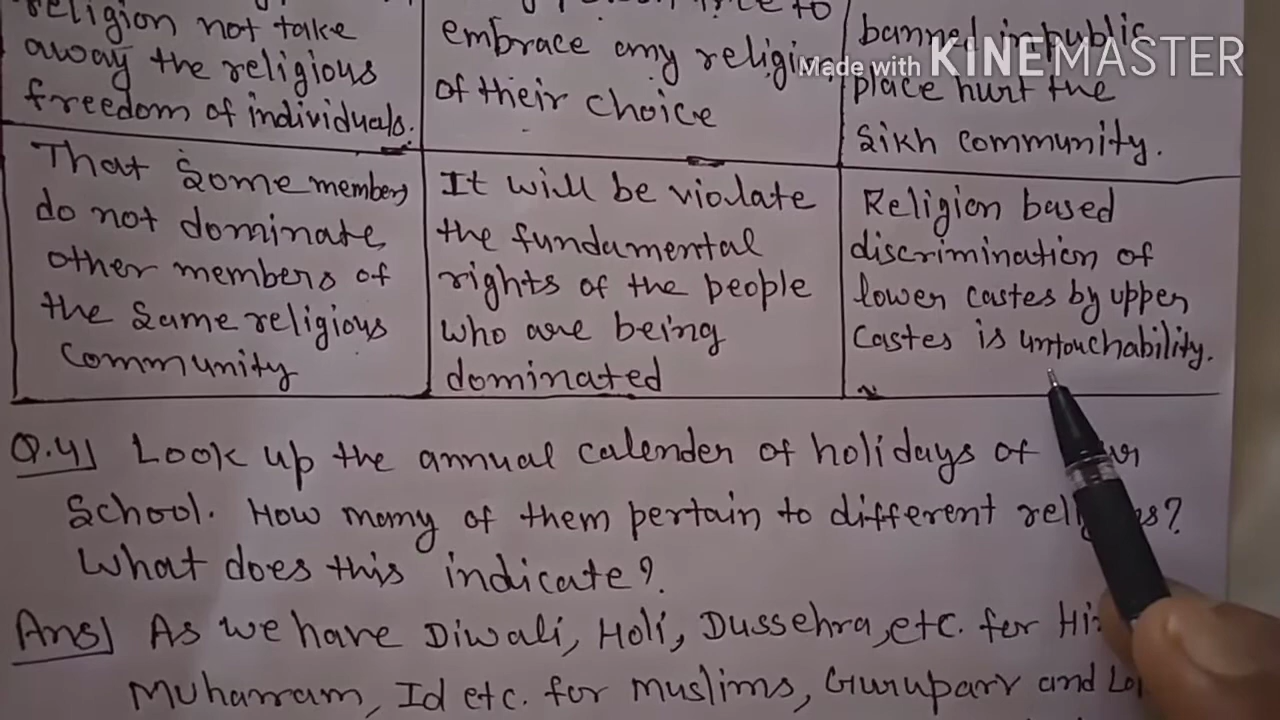 religion not take
away the religious
freedom of individuals.
embrace any religion
of their choice
banned in public
place hurt the
Sikh community.
Made with KINEMASTER
That Some members
do not dominate
other members of
the Same religious
community
It will be violate
the fundamental
rights of the people
who are being
dominated
Religion based
discrimination of
lower castes by upper
castes is untouchability.
Q.4) Look up the annual calender of holidays of
School. How many of them pertain to different religions?
What does this indicate?
Ans) As we have Diwali, Holi, Dussehra, etc. for
Muharram, Id etc. for Muslims, Guruparv and